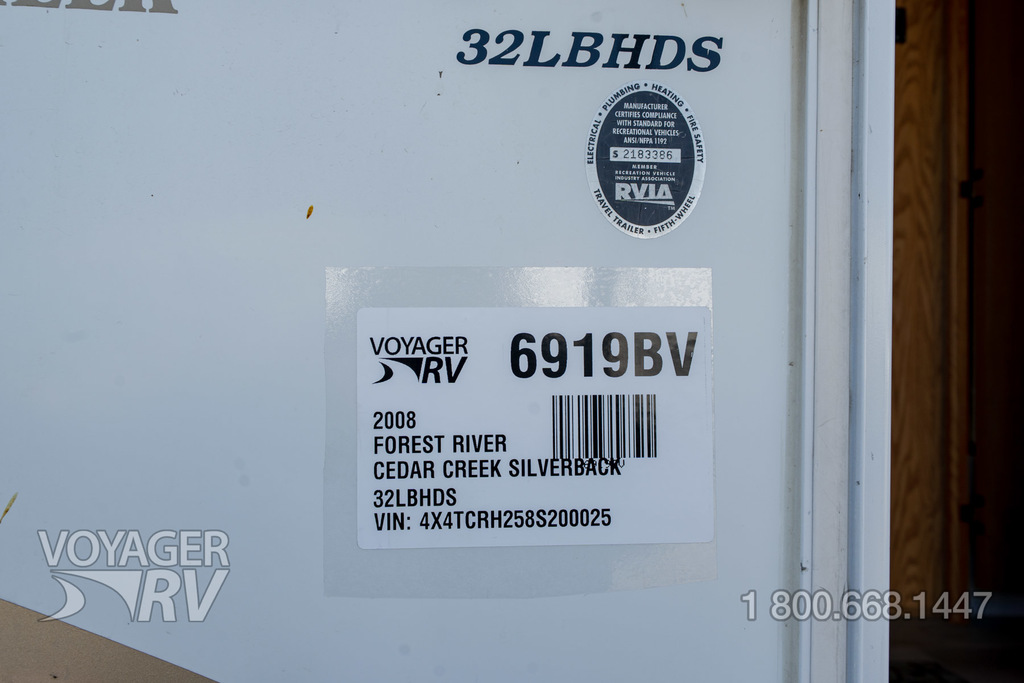 32LBHDS
ELECTRICAL • PLUMBING • HEATING • FIRE SAFETY
MANUFACTURER
CERTIFIES COMPLIANCE
WITH STANDARD FOR
RECREATIONAL VEHICLES
ANSI/NFPA 1192
S 2183386
MEMBER
RECREATION VEHICLE
INDUSTRY ASSOCIATION
RVIA
TM
TRAVEL TRAILER • FIFTH-WHEEL
VOYAGER
RV
6919BV
2008
FOREST RIVER
CEDAR CREEK SILVERBACK
32LBHDS
VIN: 4X4TCRH258S200025
VOYAGER
RV
1 800.668.1447